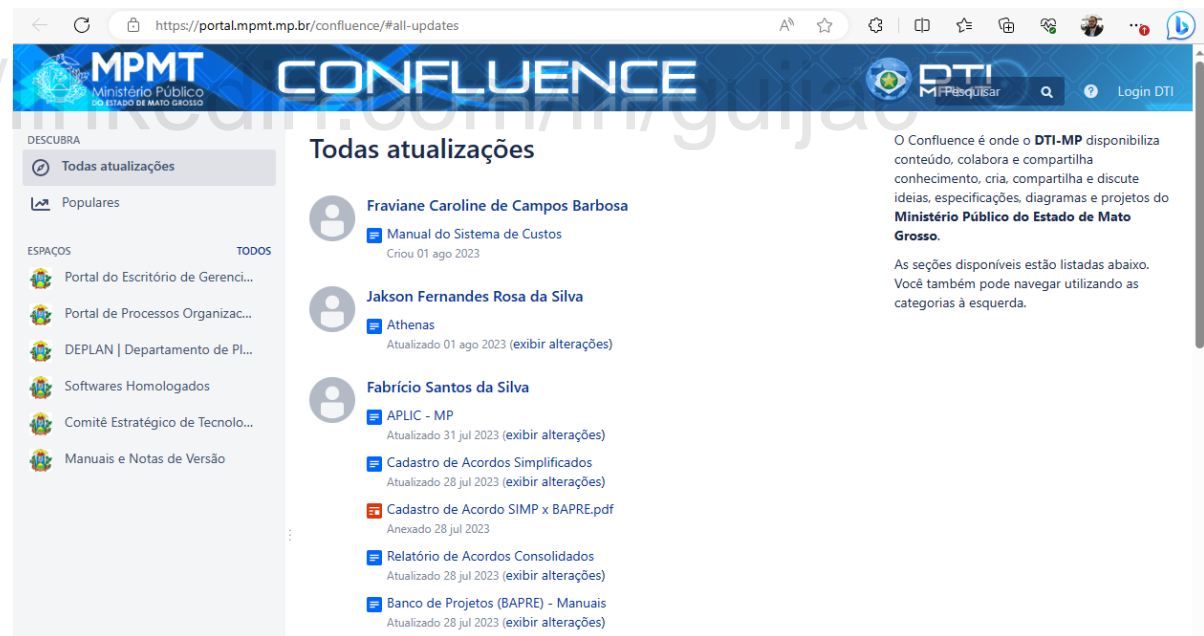 https://portal.mpmt.mp.br/confluence/#all-updates
MPMT
Ministério Público
DO ESTADO DE MATO GROSSO
CONFLUENCE
DTI
Pesquisar
Login DTI
linkedin.com/in/guijac
DESCUBRA
Todas atualizações
Populares
ESPAÇOS TODOS
Portal do Escritório de Gerenci...
Portal de Processos Organizac...
DEPLAN | Departamento de Pl...
Softwares Homologados
Comitê Estratégico de Tecnolo...
Manuais e Notas de Versão
Todas atualizações
Fraviane Caroline de Campos Barbosa
Manual do Sistema de Custos
Criou 01 ago 2023
Jakson Fernandes Rosa da Silva
Athenas
Atualizado 01 ago 2023 (exibir alterações)
Fabrício Santos da Silva
APLIC - MP
Atualizado 31 jul 2023 (exibir alterações)
Cadastro de Acordos Simplificados
Atualizado 28 jul 2023 (exibir alterações)
Cadastro de Acordo SIMP x BAPRE.pdf
Anexado 28 jul 2023
Relatório de Acordos Consolidados
Atualizado 28 jul 2023 (exibir alterações)
Banco de Projetos (BAPRE) - Manuais
Atualizado 28 jul 2023 (exibir alterações)
O Confluence é onde o DTI-MP disponibiliza
conteúdo, colabora e compartilha
conhecimento, cria, compartilha e discute
ideias, especificações, diagramas e projetos do
Ministério Público do Estado de Mato
Grosso.
As seções disponíveis estão listadas abaixo.
Você também pode navegar utilizando as
categorias à esquerda.